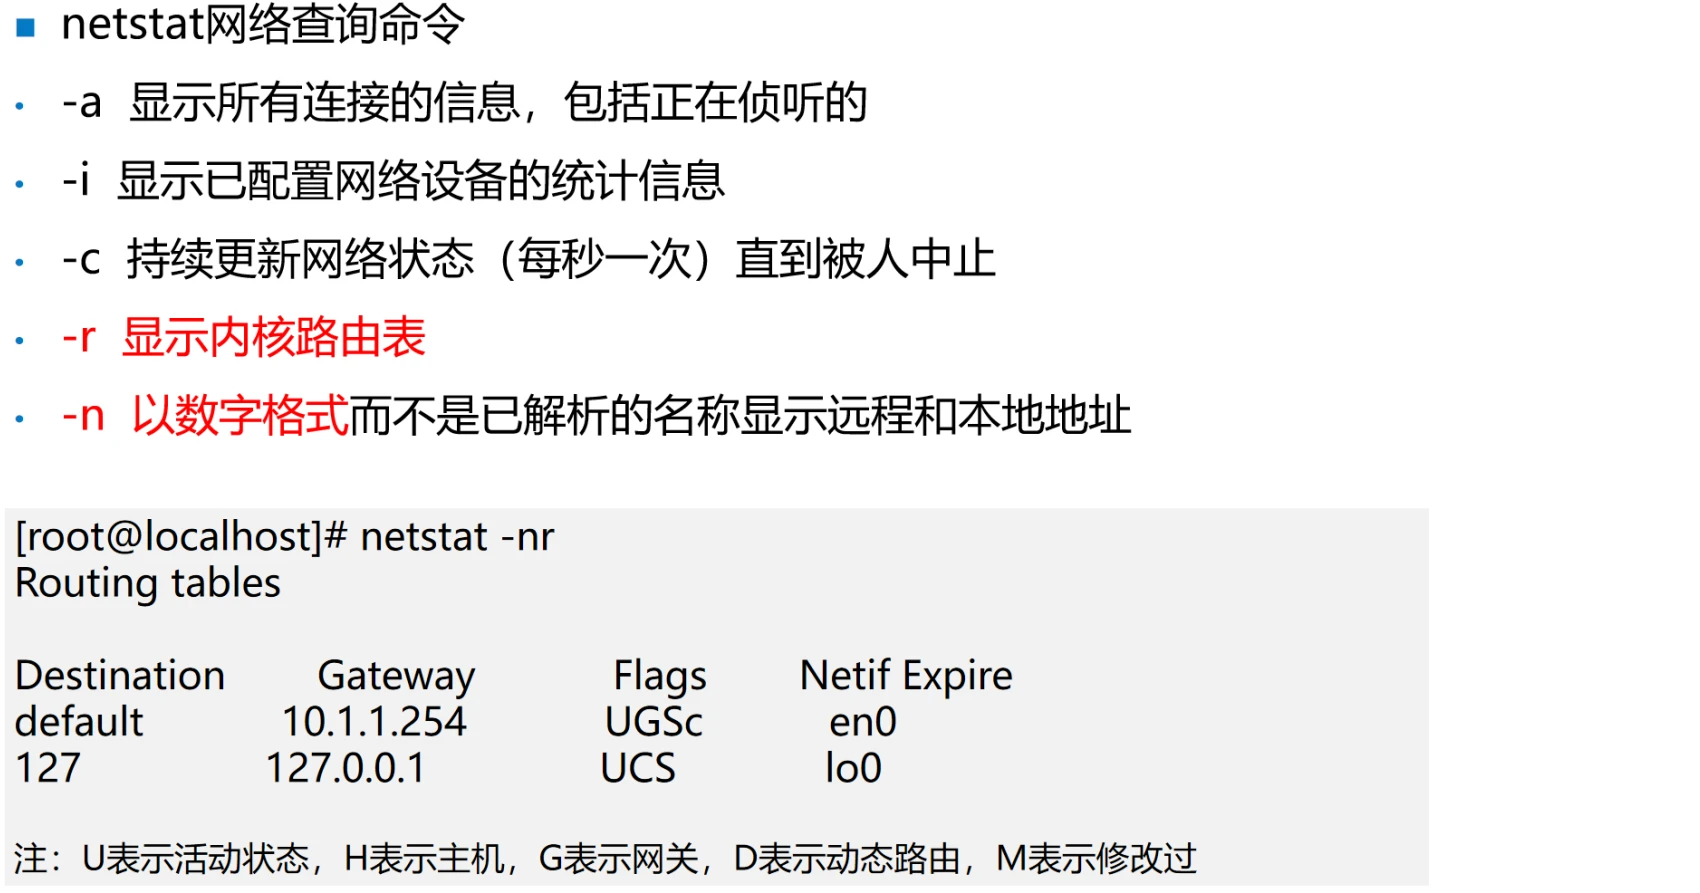 netstat网络查询命令
-a 显示所有连接的信息，包括正在侦听的
-i 显示已配置网络设备的统计信息
-c 持续更新网络状态（每秒一次）直到被人中止
-r 显示内核路由表
-n 以数字格式而不是已解析的名称显示远程和本地地址
[root@localhost]# netstat -nr
Routing tables
Destination Gateway Flags Netif Expire
default 10.1.1.254 UGSc en0
127 127.0.0.1 UCS lo0
注：U表示活动状态，H表示主机，G表示网关，D表示动态路由，M表示修改过